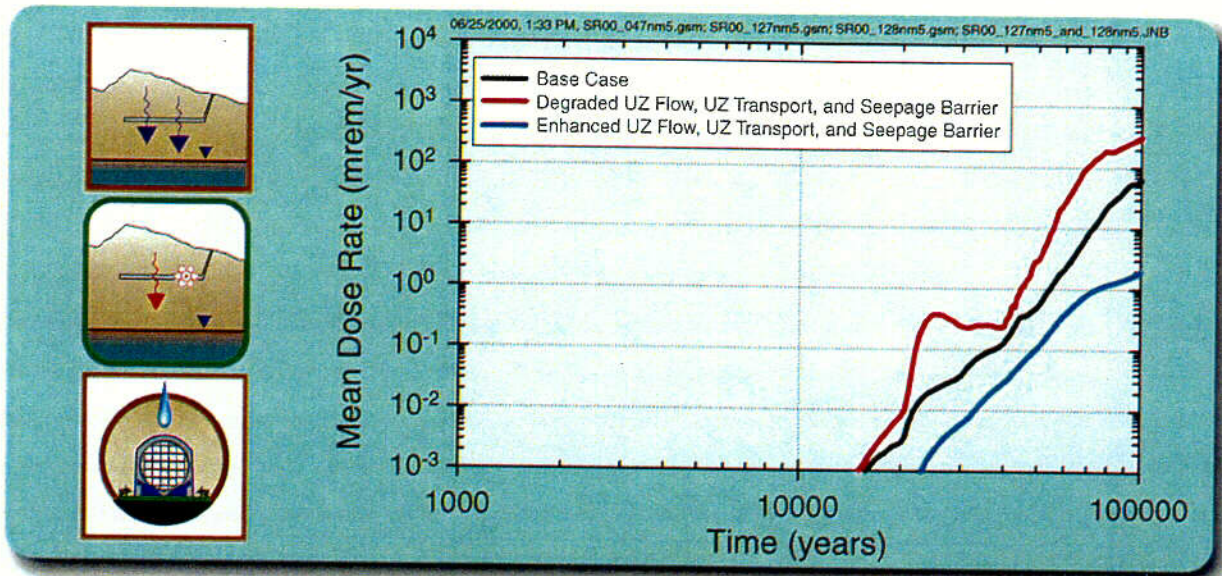 06/25/2000, 1:33 PM, SR00_047nm5.gsm; SR00_127nm5.gsm; SR00_128nm5.gsm; SR00_127nm5_and_128nm5.JNB
Base Case
Degraded UZ Flow, UZ Transport, and Seepage Barrier
Enhanced UZ Flow, UZ Transport, and Seepage Barrier
Mean Dose Rate (mrem/yr)
10⁴
10³
10²
10¹
10⁰
10⁻¹
10⁻²
10⁻³
1000
10000
100000
Time (years)